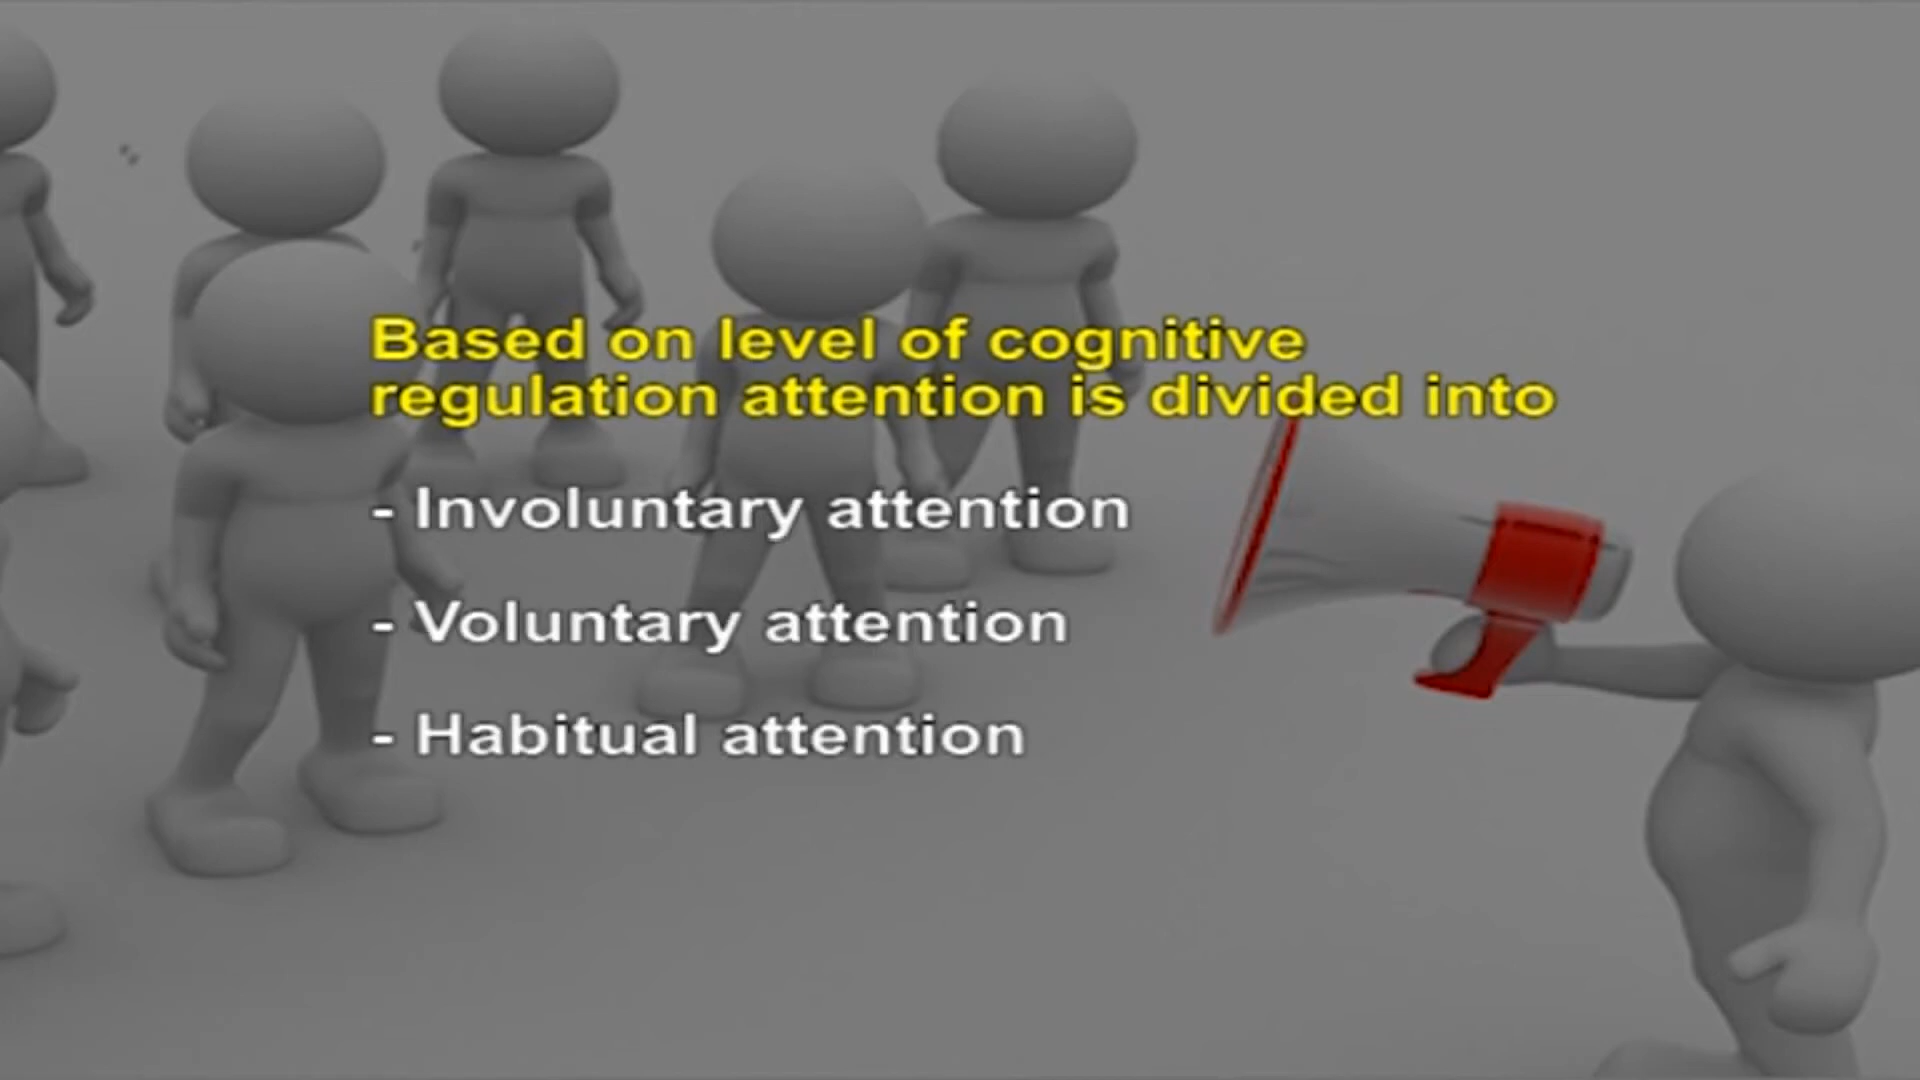 Based on level of cognitive
regulation attention is divided into
- Involuntary attention
- Voluntary attention
- Habitual attention